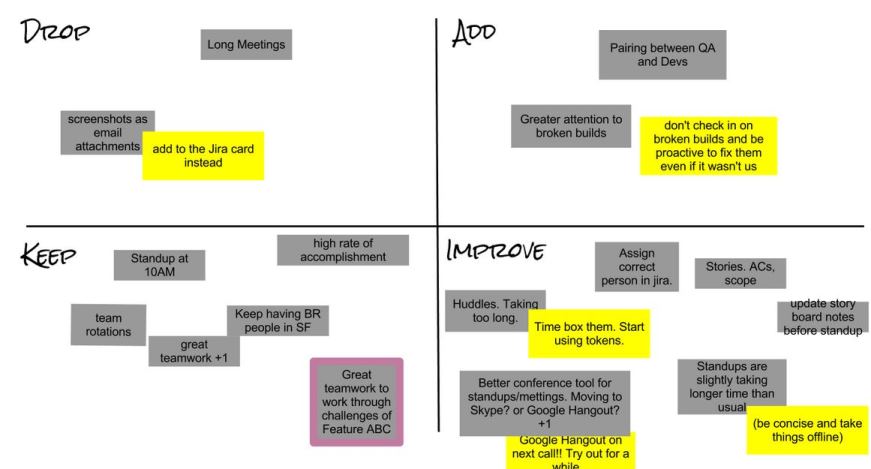 DROP
Long Meetings
screenshots as
email
attachments
add to the Jira card
instead
ADD
Pairing between QA
and Devs
Greater attention to
broken builds
don't check in on
broken builds and be
proactive to fix them
even if it wasn't us
KEEP
Standup at
10AM
high rate of
accomplishment
team
rotations
great
teamwork +1
Keep having BR
people in SF
Great
teamwork to
work through
challenges of
Feature ABC
IMPROVE
Assign
correct
person in jira.
Stories. ACs,
scope
Huddles. Taking
too long.
Time box them. Start
using tokens.
update story
board notes
before standup
Better conference tool for
standups/mettings. Moving to
Skype? or Google Hangout?
+1
Google Hangout on
next call!! Try out for a
while
Standups are
slightly taking
longer time than
usual
(be concise and take
things offline)